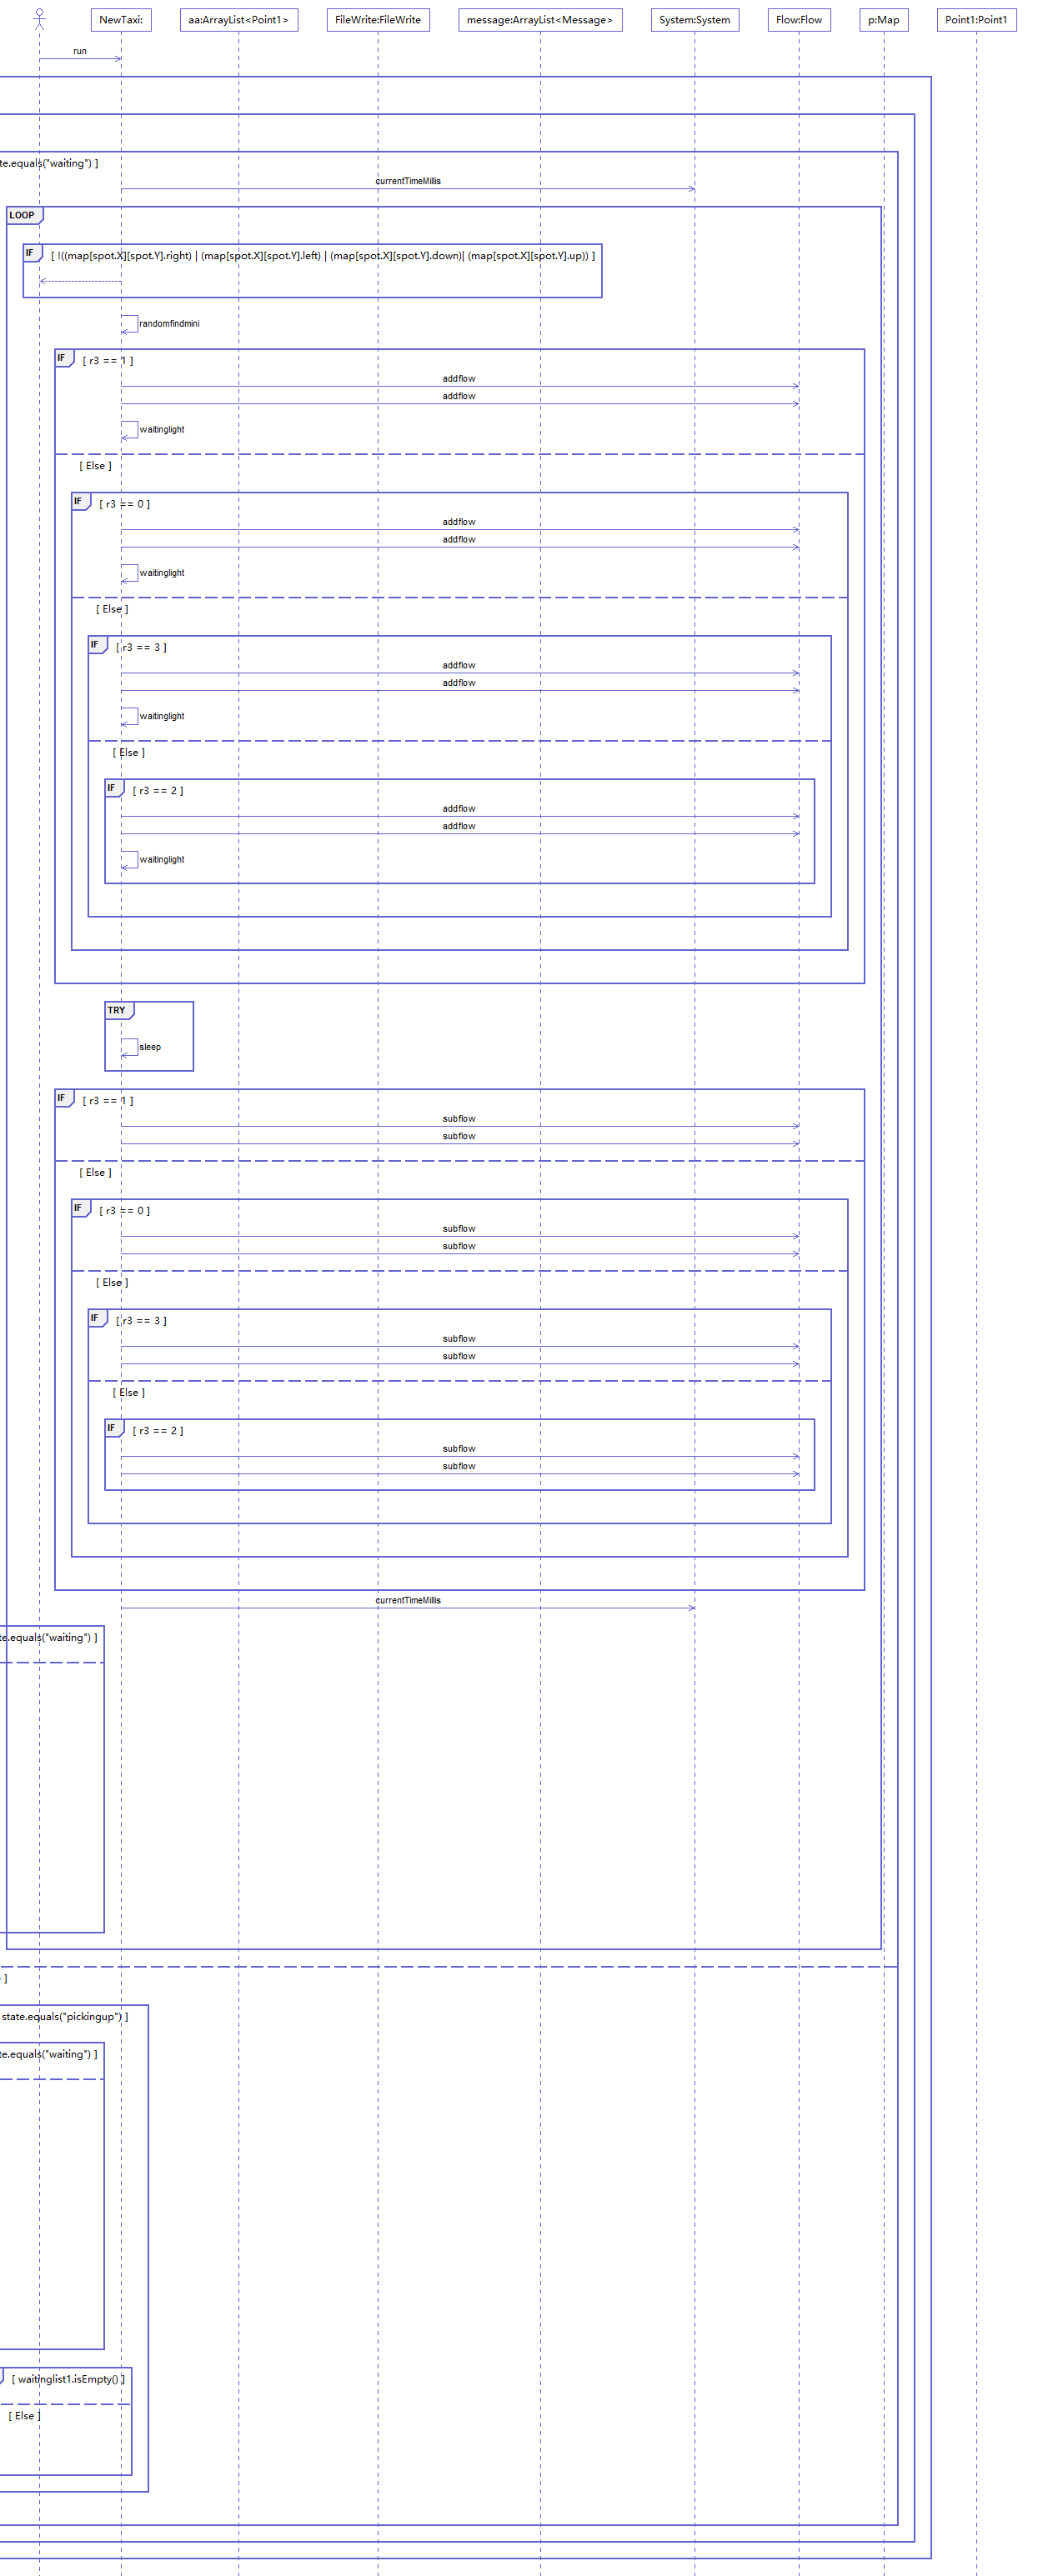 NewTaxi: aa:ArrayList<Point1> FileWrite:FileWrite message:ArrayList<Message> System:System Flow:Flow p:Map Point1:Point1
run
te.equals("waiting") ]
currentTimeMillis
LOOP
IF [ !((map[spot.X][spot.Y].right) | (map[spot.X][spot.Y].left) | (map[spot.X][spot.Y].down)| (map[spot.X][spot.Y].up)) ]
randomfindmini
IF [ r3 == 1 ]
addflow
addflow
waitinglight
[ Else ]
IF [ r3 == 0 ]
addflow
addflow
waitinglight
[ Else ]
IF [ r3 == 3 ]
addflow
addflow
waitinglight
[ Else ]
IF [ r3 == 2 ]
addflow
addflow
waitinglight
TRY
sleep
IF [ r3 == 1 ]
subflow
subflow
[ Else ]
IF [ r3 == 0 ]
subflow
subflow
[ Else ]
IF [ r3 == 3 ]
subflow
subflow
[ Else ]
IF [ r3 == 2 ]
subflow
subflow
currentTimeMillis
te.equals("waiting") ]
]
state.equals("pickingup") ]
te.equals("waiting") ]
[ waitinglist1.isEmpty() ]
[ Else ]